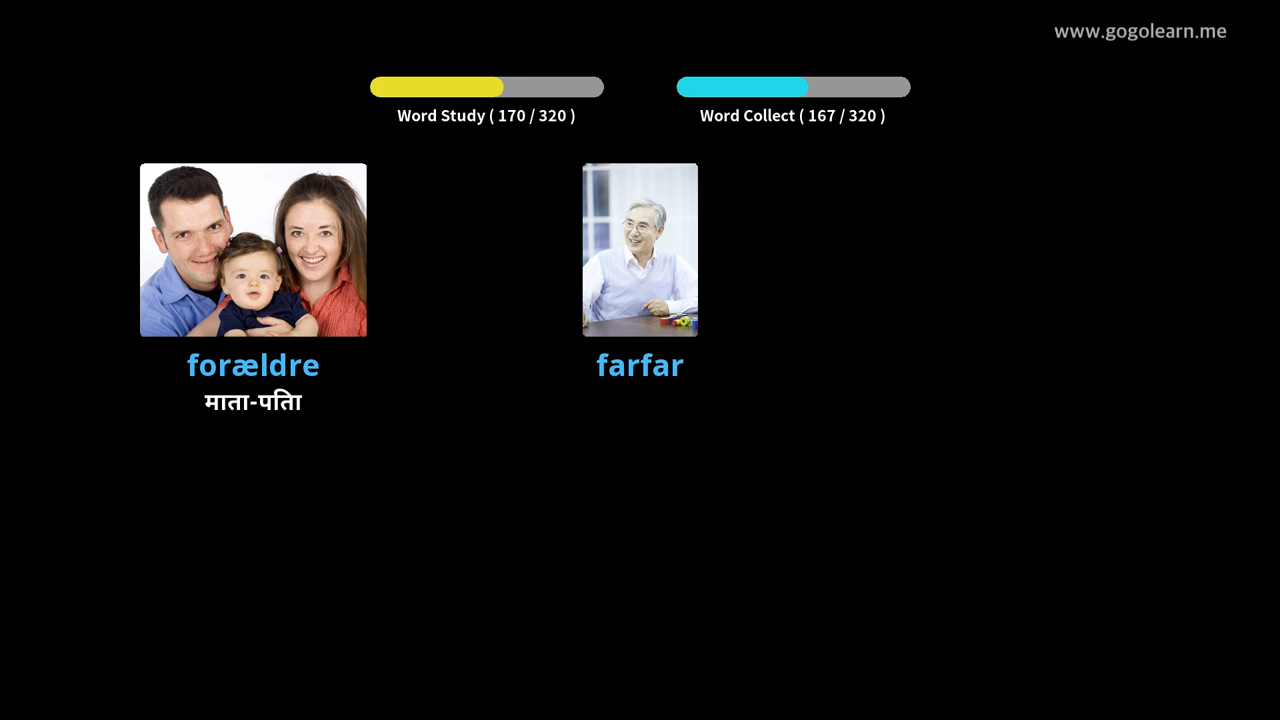 www.gogolearn.me
Word Study ( 170 / 320 )
Word Collect ( 167 / 320 )
forældre
farfar
माता-पिता